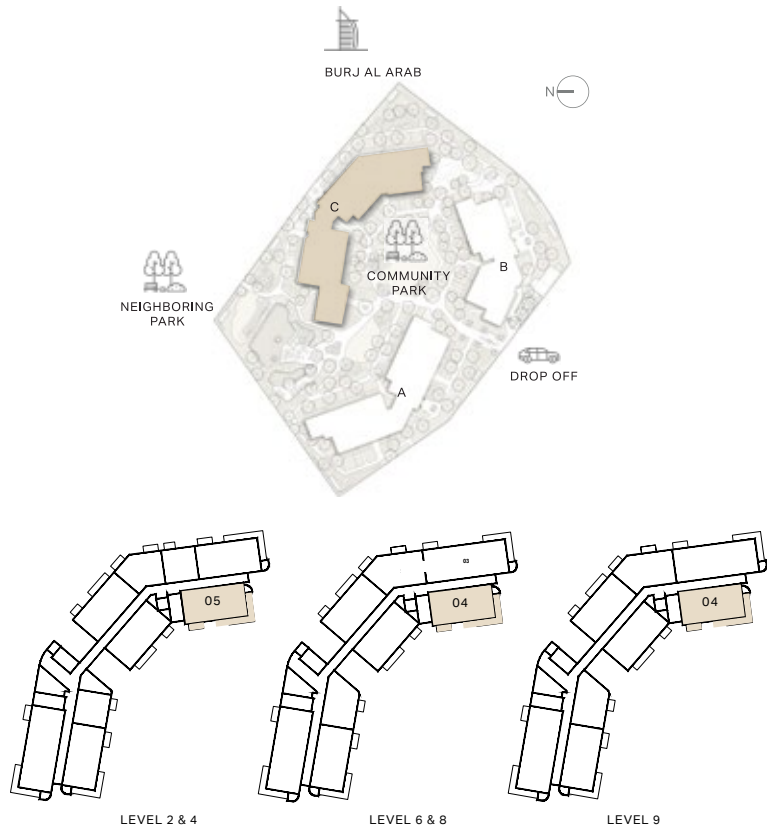 BURJ AL ARAB
N
C
B
COMMUNITY
PARK
NEIGHBORING
PARK
DROP OFF
A
05
03
04
04
LEVEL 2 & 4
LEVEL 6 & 8
LEVEL 9